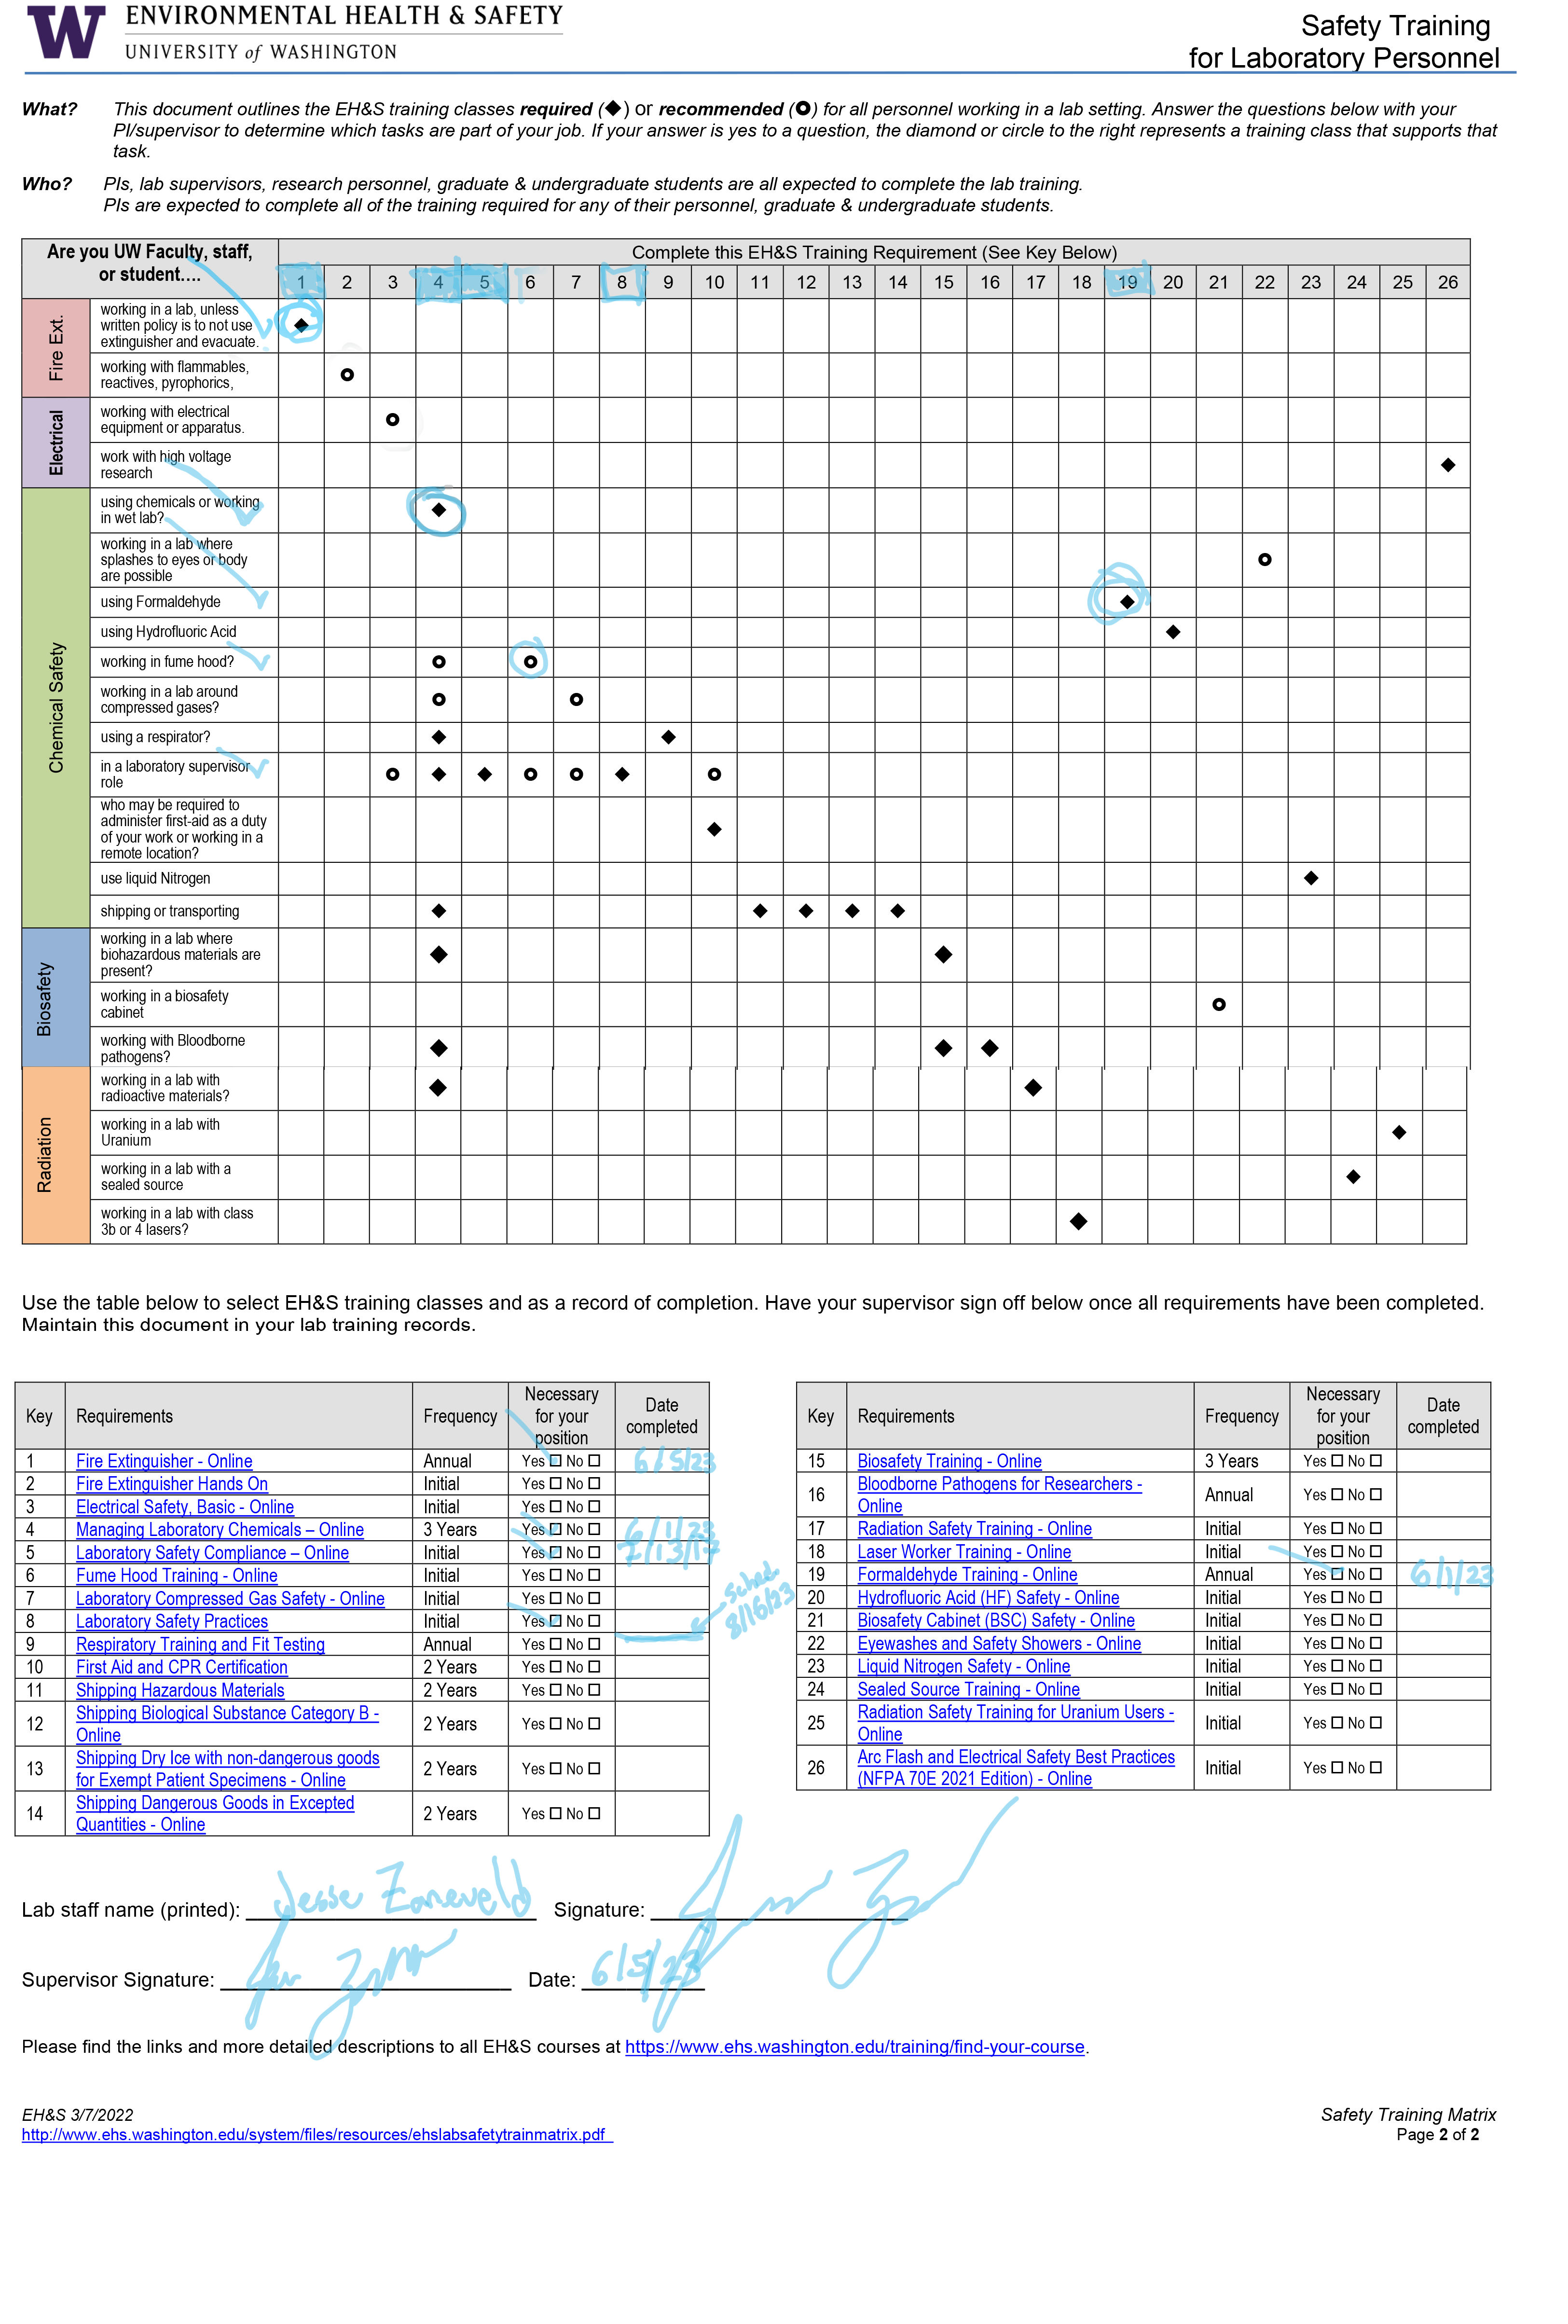 W ENVIRONMENTAL HEALTH & SAFETY
UNIVERSITY of WASHINGTON
Safety Training
for Laboratory Personnel
What? This document outlines the EH&S training classes required (◆) or recommended (O) for all personnel working in a lab setting. Answer the questions below with your
PI/supervisor to determine which tasks are part of your job. If your answer is yes to a question, the diamond or circle to the right represents a training class that supports that
task.
Who? PIs, lab supervisors, research personnel, graduate & undergraduate students are all expected to complete the lab training.
PIs are expected to complete all of the training required for any of their personnel, graduate & undergraduate students.
Are you UW Faculty, staff,
or student….
Complete this EH&S Training Requirement (See Key Below)
1 2 3 4 5 6 7 8 9 10 11 12 13 14 15 16 17 18 19 20 21 22 23 24 25 26
Fire Ext.
working in a lab, unless
written policy is to not use
extinguisher and evacuate.
working with flammables,
reactives, pyrophorics,
Electrical
working with electrical
equipment or apparatus.
work with high voltage
research
Chemical Safety
using chemicals or working
in wet lab?
working in a lab where
splashes to eyes or body
are possible
using Formaldehyde
using Hydrofluoric Acid
working in fume hood?
working in a lab around
compressed gases?
using a respirator?
in a laboratory supervisor
role
who may be required to
administer first-aid as a duty
of your work or working in a
remote location?
use liquid Nitrogen
shipping or transporting
Biosafety
working in a lab where
biohazardous materials are
present?
working in a biosafety
cabinet
working with Bloodborne
pathogens?
Radiation
working in a lab with
radioactive materials?
working in a lab with
Uranium
working in a lab with a
sealed source
working in a lab with class
3b or 4 lasers?
Use the table below to select EH&S training classes and as a record of completion. Have your supervisor sign off below once all requirements have been completed.
Maintain this document in your lab training records.
Key Requirements Frequency Necessary for your position Date completed
1 Fire Extinguisher - Online Annual Yes ☐ No ☐ 6/5/23
2 Fire Extinguisher Hands On Initial Yes ☐ No ☐
3 Electrical Safety, Basic - Online Initial Yes ☐ No ☐
4 Managing Laboratory Chemicals – Online 3 Years Yes ☐ No ☐ 6/1/23
5 Laboratory Safety Compliance – Online Initial Yes ☐ No ☐
6 Fume Hood Training - Online Initial Yes ☐ No ☐
7 Laboratory Compressed Gas Safety - Online Initial Yes ☐ No ☐
8 Laboratory Safety Practices Initial Yes ☐ No ☐ sched. 8/16/23
9 Respiratory Training and Fit Testing Annual Yes ☐ No ☐
10 First Aid and CPR Certification 2 Years Yes ☐ No ☐
11 Shipping Hazardous Materials 2 Years Yes ☐ No ☐
12 Shipping Biological Substance Category B -
Online 2 Years Yes ☐ No ☐
13 Shipping Dry Ice with non-dangerous goods
for Exempt Patient Specimens - Online 2 Years Yes ☐ No ☐
14 Shipping Dangerous Goods in Excepted
Quantities - Online 2 Years Yes ☐ No ☐
Key Requirements Frequency Necessary for your position Date completed
15 Biosafety Training - Online 3 Years Yes ☐ No ☐
16 Bloodborne Pathogens for Researchers -
Online Annual Yes ☐ No ☐
17 Radiation Safety Training - Online Initial Yes ☐ No ☐
18 Laser Worker Training - Online Initial Yes ☐ No ☐
19 Formaldehyde Training - Online Annual Yes ☐ No ☐ 6/1/23
20 Hydrofluoric Acid (HF) Safety - Online Initial Yes ☐ No ☐
21 Biosafety Cabinet (BSC) Safety - Online Initial Yes ☐ No ☐
22 Eyewashes and Safety Showers - Online Initial Yes ☐ No ☐
23 Liquid Nitrogen Safety - Online Initial Yes ☐ No ☐
24 Sealed Source Training - Online Initial Yes ☐ No ☐
25 Radiation Safety Training for Uranium Users -
Online Initial Yes ☐ No ☐
26 Arc Flash and Electrical Safety Best Practices
(NFPA 70E 2021 Edition) - Online Initial Yes ☐ No ☐
Lab staff name (printed): Jesse Zaneveld Signature:
Supervisor Signature: Date: 6/5/23
Please find the links and more detailed descriptions to all EH&S courses at https://www.ehs.washington.edu/training/find-your-course.
EH&S 3/7/2022
http://www.ehs.washington.edu/system/files/resources/ehslabsafetytrainmatrix.pdf
Safety Training Matrix
Page 2 of 2